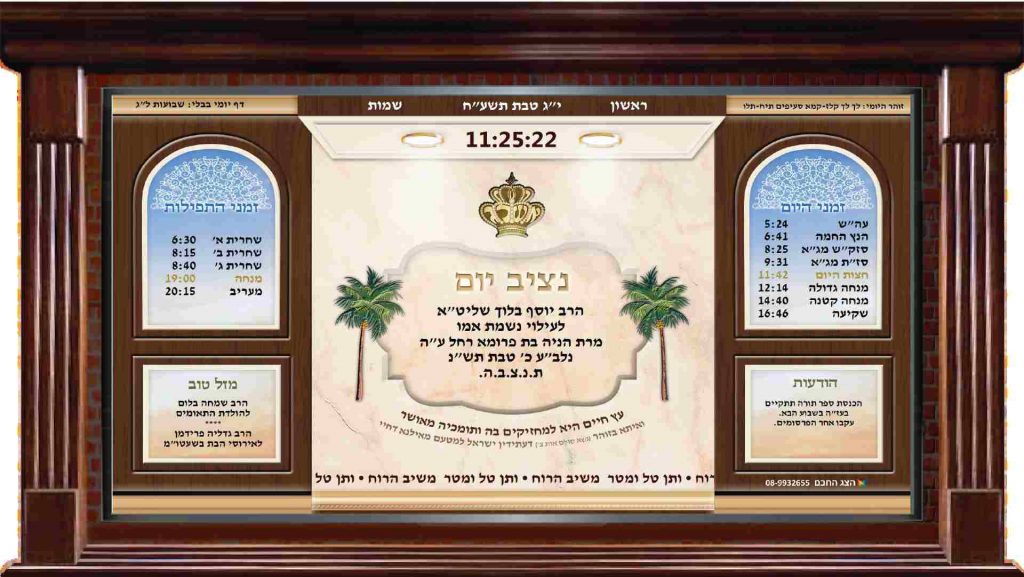 זוהר היומי: לך לך קלז-קמא סעיפים תיח-תלו
ראשון י״ג טבת תשע״ח שמות
דף יומי בבלי: שבועות ל״ג
11:25:22
זמני היום
עה״ש 5:24
הנץ החמה 6:41
סזק״ש מג״א 8:25
סז״ת מג״א 9:31
חצות היום 11:42
מנחה גדולה 12:14
מנחה קטנה 14:40
שקיעה 16:46
הודעות
הכנסת ספר תורה תתקיים
בעז״ה בשבוע הבא.
עקבו אחר הפרסומים.
הצג החכם 08-9932655
נציב יום
הרב יוסף בלוך שליט״א
לעילוי נשמת אמו
מרת הניה בת פרומא רחל ע״ה
נלב״ע כ׳ טבת תש״נ
ת.נ.צ.ב.ה.
עץ חיים היא למחזיקים בה ותומכיה מאושר
ואיתא בזוהר דעתידין ישראל למטעם מאילנא דחיי
רוח • ותן טל ומטר משיב הרוח • ותן טל ומטר משיב הרוח • ותן טל
זמני התפילות
שחרית א׳ 6:30
שחרית ב׳ 8:15
שחרית ג׳ 8:40
מנחה 19:00
מעריב 20:15
מזל טוב
הרב שמחה בלום
להולדת התאומים
****
הרב גדליה פרידמן
לאירוסי הבת בשעטו״מ